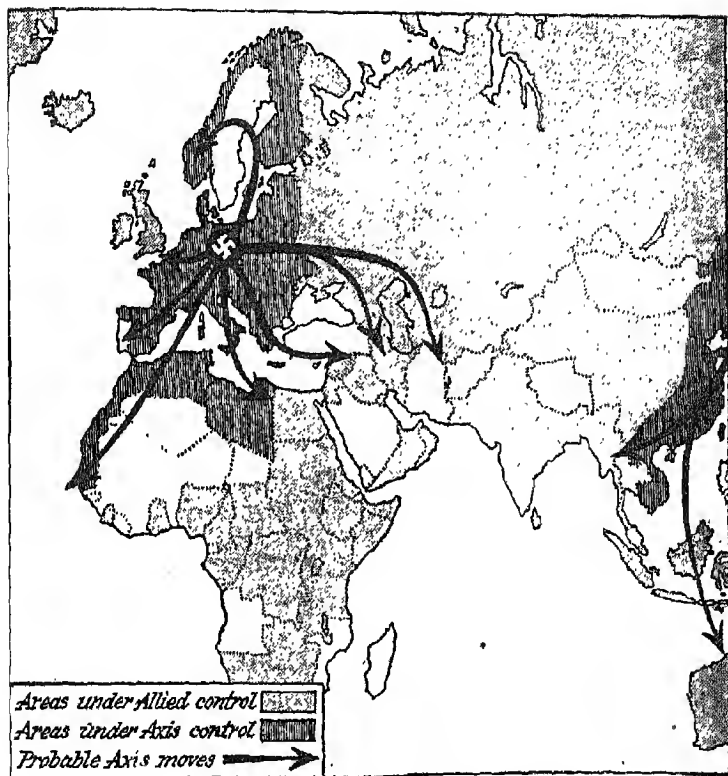 Areas under Allied control
Areas under Axis control
Probable Axis moves